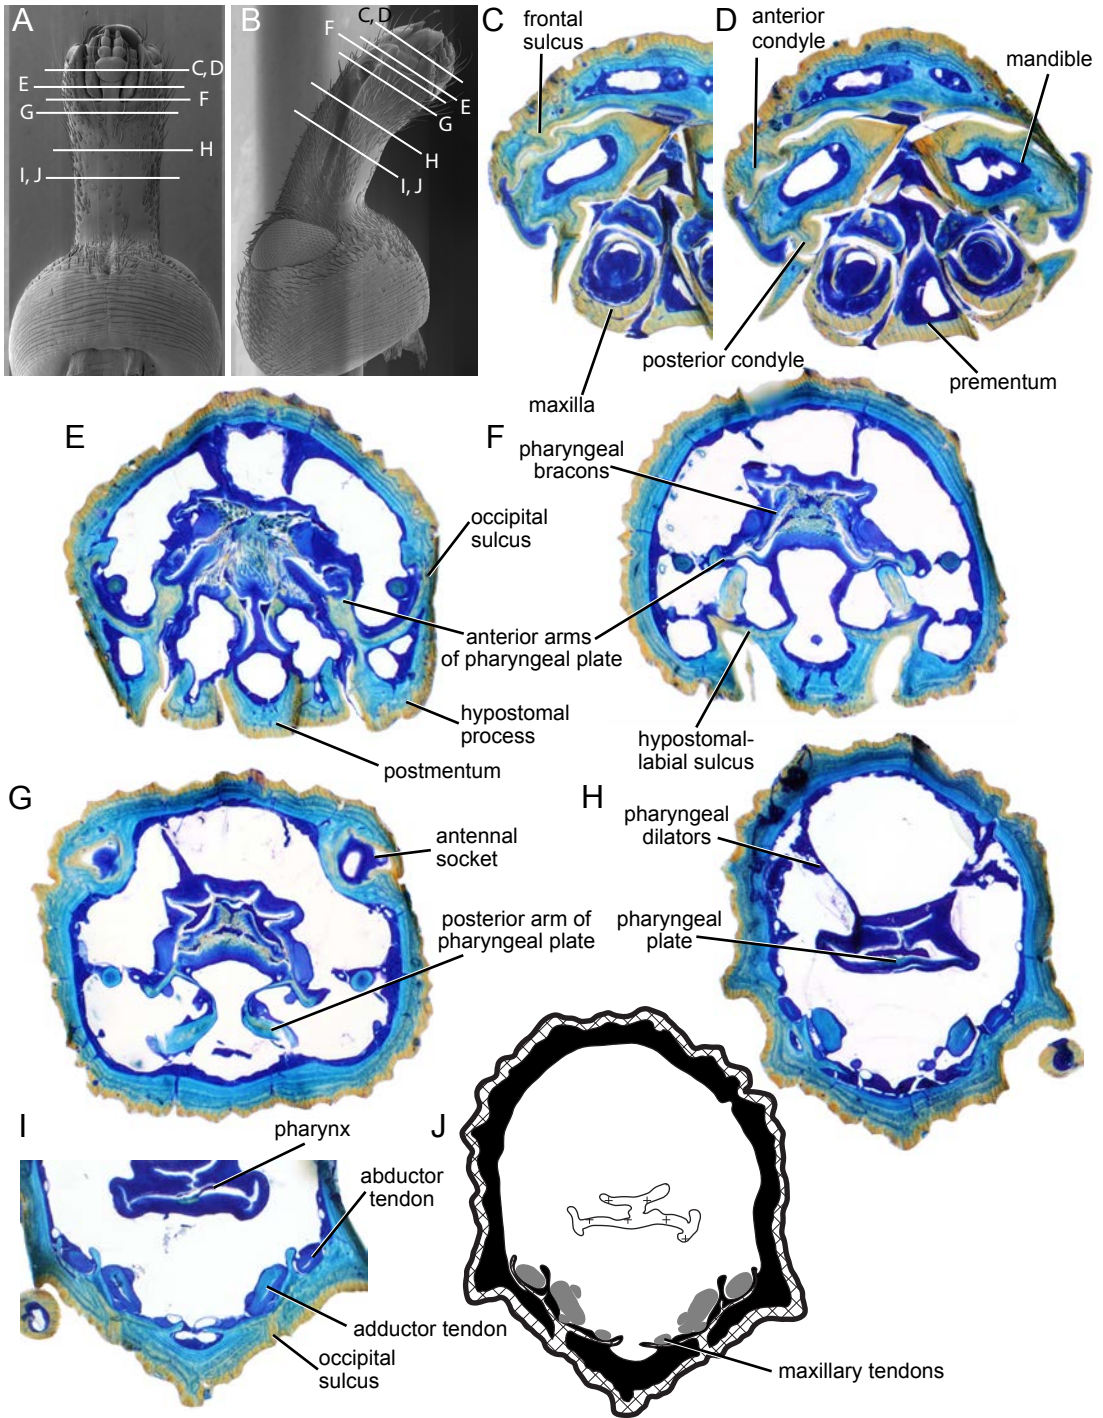 A
C, D
E
F
G
H
I, J
B
C, D
F
E
G
H
I, J
C
frontal
sulcus
D
anterior
condyle
mandible
posterior condyle
prementum
maxilla
E
occipital
sulcus
anterior arms
of pharyngeal plate
hypostomal
process
postmentum
F
pharyngeal
bracons
hypostomal-
labial sulcus
G
antennal
socket
posterior arm of
pharyngeal plate
H
pharyngeal
dilators
pharyngeal
plate
I
pharynx
abductor
tendon
adductor tendon
occipital
sulcus
J
maxillary tendons